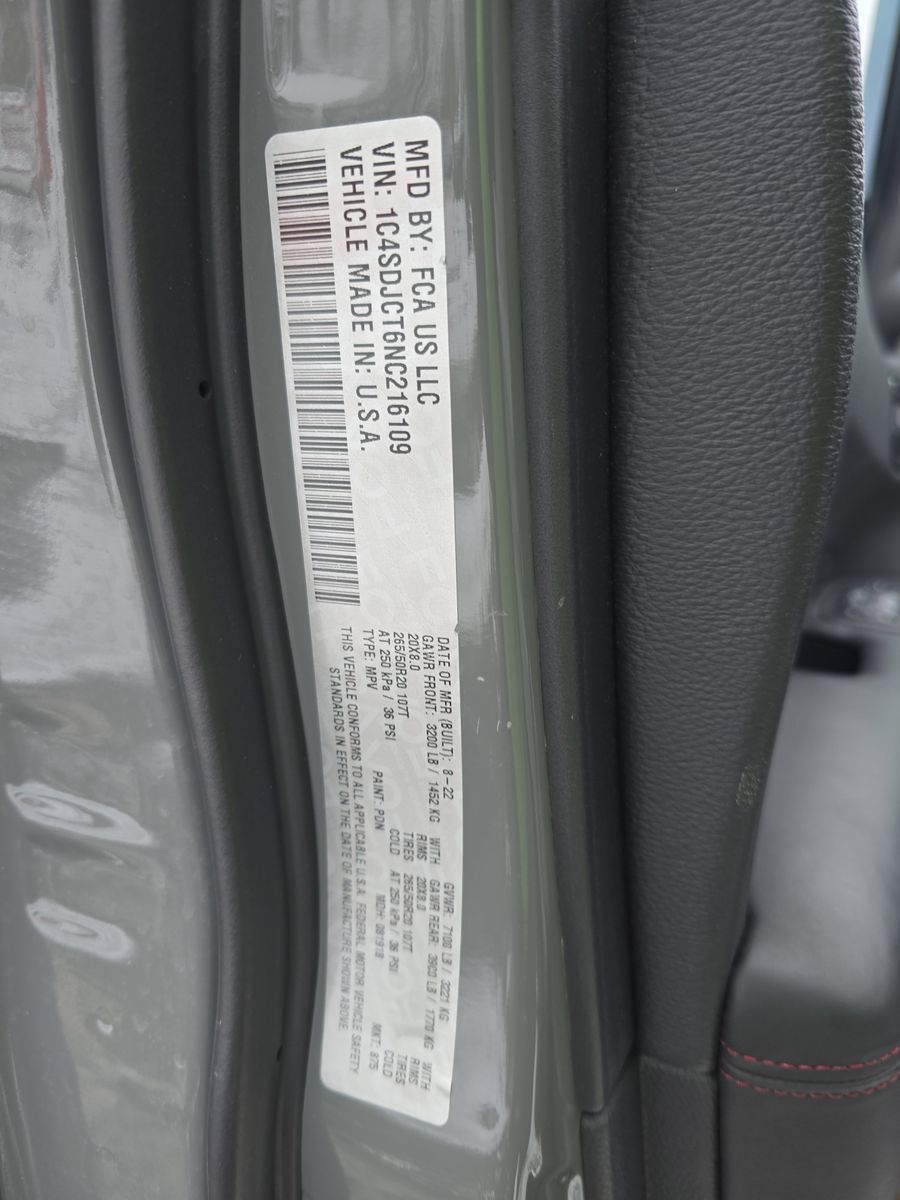 MFD BY: FCA US LLC
VIN: 1C4SDJCT6NC216109
VEHICLE MADE IN: U.S.A.
DATE OF MFR (BUILT): 8-22 GVWR: 7100 LB / 3221 KG
GAWR FRONT: 3200 LB / 1452 KG WITH GAWR REAR: 3900 LB / 1770 KG WITH
20X8.0 RIMS 20X8.0 RIMS
265/50R20 107T TIRES 265/50R20 107T TIRES
AT 250 kPa / 36 PSI COLD AT 250 kPa / 36 PSI COLD
TYPE: MPV PAINT: PDN MDH: 081918 MKT: 875
THIS VEHICLE CONFORMS TO ALL APPLICABLE U.S.A. FEDERAL MOTOR VEHICLE SAFETY
STANDARDS IN EFFECT ON THE DATE OF MANUFACTURE SHOWN ABOVE.